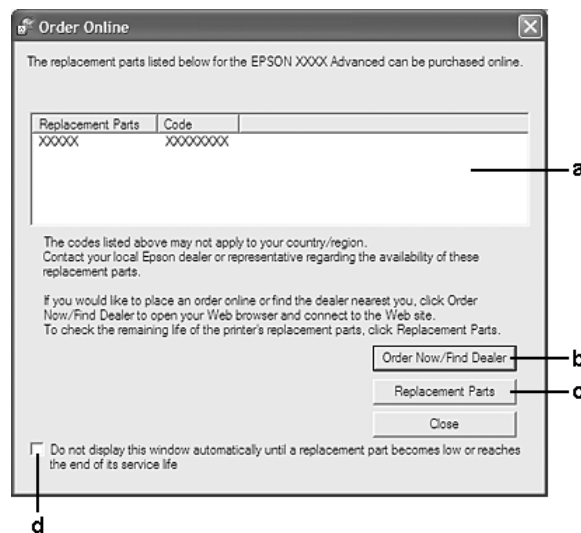 Order Online
The replacement parts listed below for the EPSON XXXX Advanced can be purchased online.
Replacement Parts Code
XXXXX XXXXXXXX
a
The codes listed above may not apply to your country/region.
Contact your local Epson dealer or representative regarding the availability of these
replacement parts.
If you would like to place an order online or find the dealer nearest you, click Order
Now/Find Dealer to open your Web browser and connect to the Web site.
To check the remaining life of the printer's replacement parts, click Replacement Parts.
Order Now/Find Dealer b
Replacement Parts c
Close
Do not display this window automatically until a replacement part becomes low or reaches
the end of its service life
d